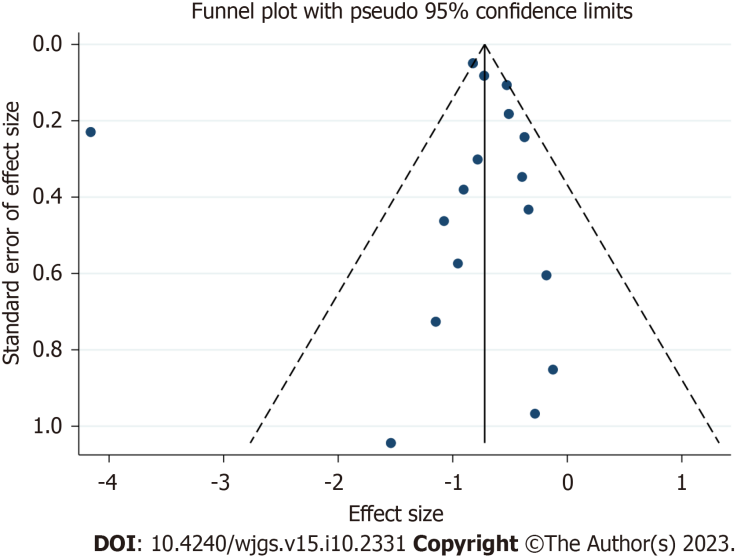 Funnel plot with pseudo 95% confidence limits
Standard error of effect size
0.0
0.2
0.4
0.6
0.8
1.0
-4 -3 -2 -1 0 1
Effect size
DOI: 10.4240/wjgs.v15.i10.2331 Copyright ©The Author(s) 2023.